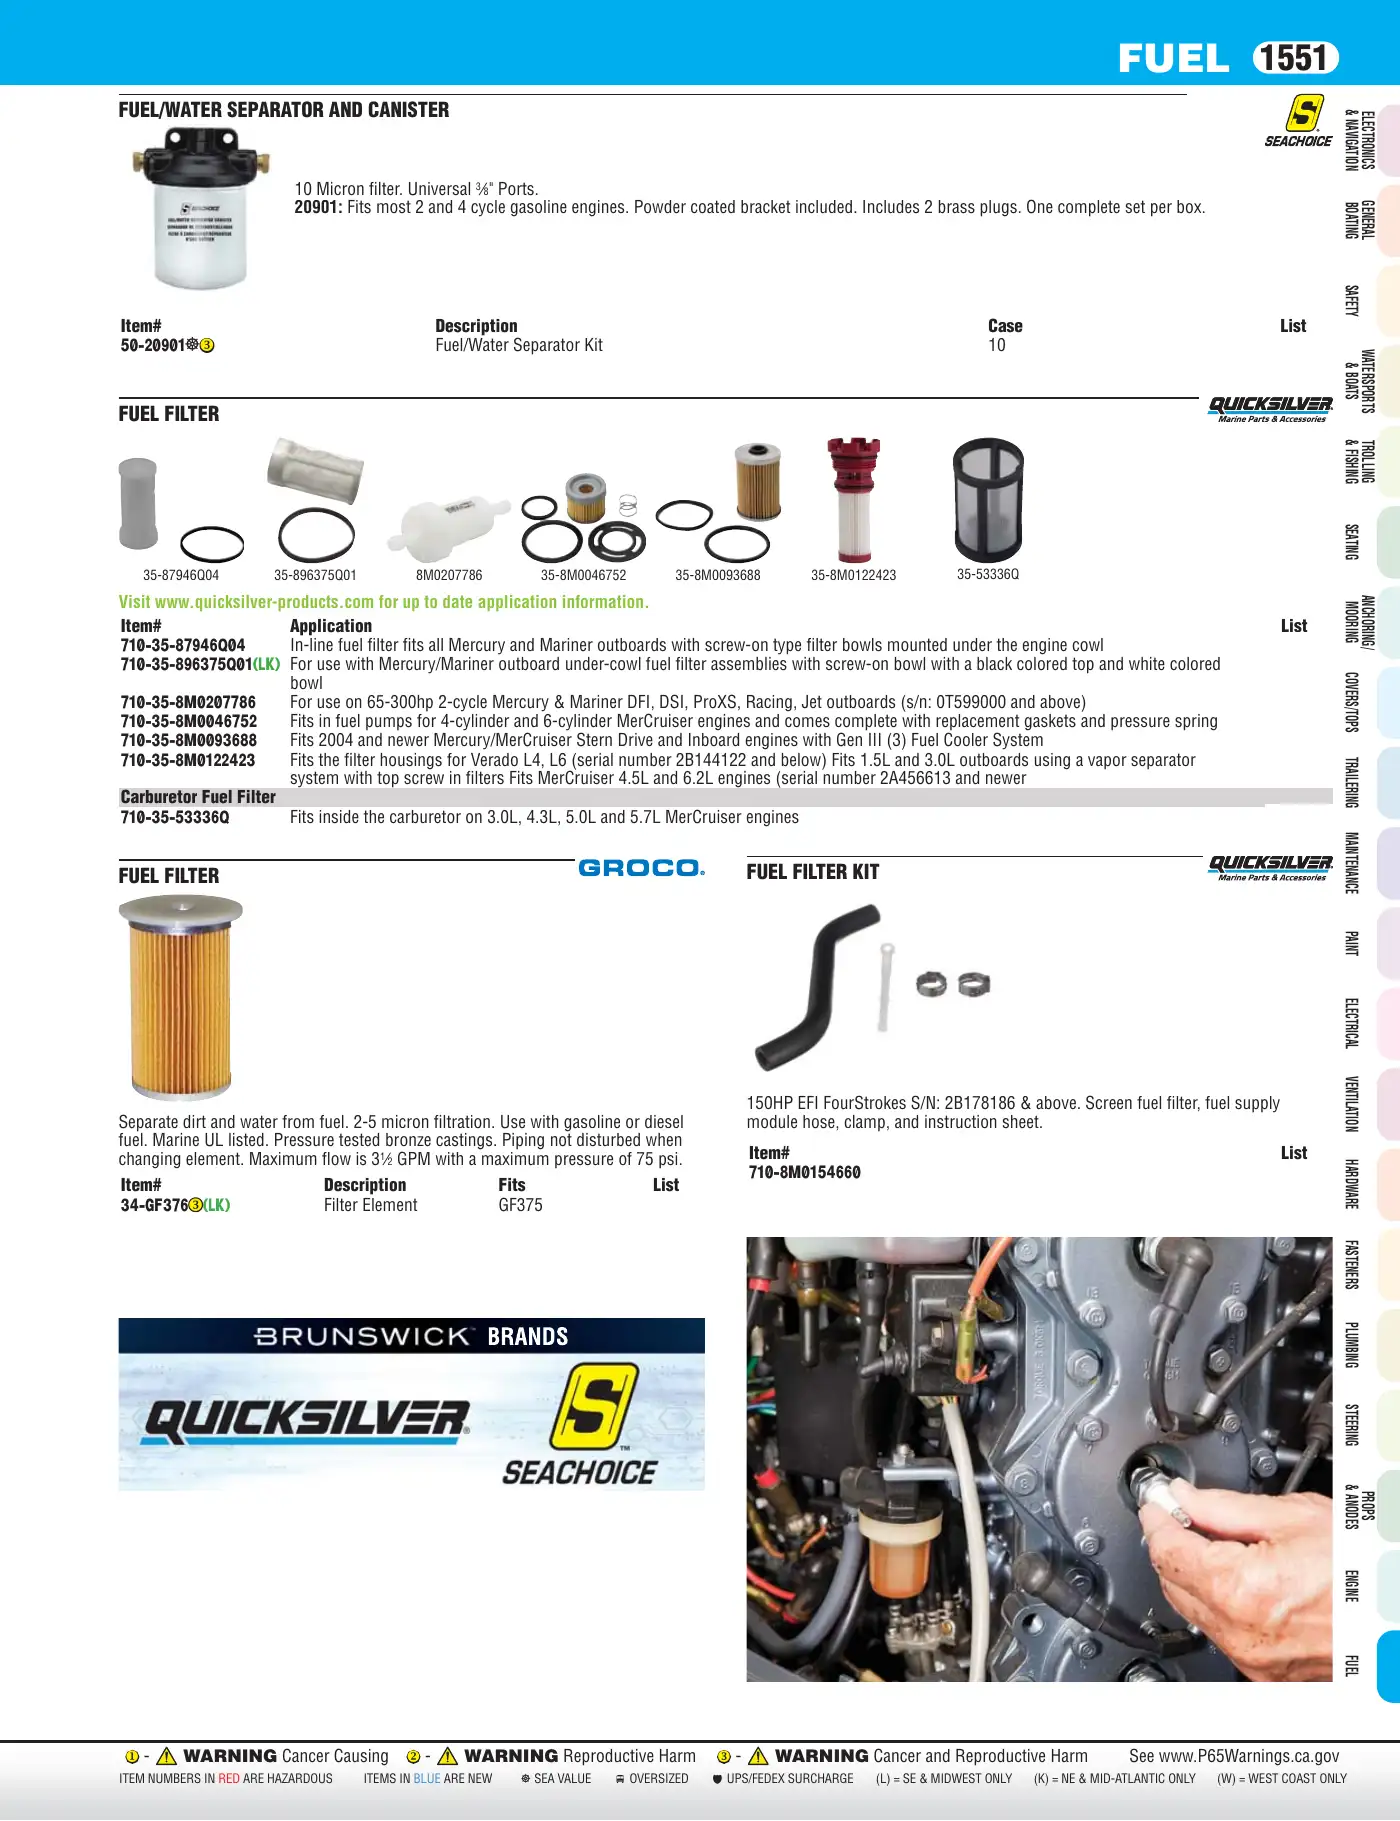 FUEL 1551
FUEL/WATER SEPARATOR AND CANISTER
S
SEACHOICE
SEACHOICE
10 Micron filter. Universal ⅜" Ports.
20901: Fits most 2 and 4 cycle gasoline engines. Powder coated bracket included. Includes 2 brass plugs. One complete set per box.
Item# Description Case List
50-20901 3 Fuel/Water Separator Kit 10
FUEL FILTER
QUICKSILVER
Marine Parts & Accessories
35-87946Q04 35-896375Q01 8M0207786 35-8M0046752 35-8M0093688 35-8M0122423 35-53336Q
Visit www.quicksilver-products.com for up to date application information.
Item# Application List
710-35-87946Q04 In-line fuel filter fits all Mercury and Mariner outboards with screw-on type filter bowls mounted under the engine cowl
710-35-896375Q01(LK) For use with Mercury/Mariner outboard under-cowl fuel filter assemblies with screw-on bowl with a black colored top and white colored
bowl
710-35-8M0207786 For use on 65-300hp 2-cycle Mercury & Mariner DFI, DSI, ProXS, Racing, Jet outboards (s/n: 0T599000 and above)
710-35-8M0046752 Fits in fuel pumps for 4-cylinder and 6-cylinder MerCruiser engines and comes complete with replacement gaskets and pressure spring
710-35-8M0093688 Fits 2004 and newer Mercury/MerCruiser Stern Drive and Inboard engines with Gen III (3) Fuel Cooler System
710-35-8M0122423 Fits the filter housings for Verado L4, L6 (serial number 2B144122 and below) Fits 1.5L and 3.0L outboards using a vapor separator
system with top screw in filters Fits MerCruiser 4.5L and 6.2L engines (serial number 2A456613 and newer
Carburetor Fuel Filter
710-35-53336Q Fits inside the carburetor on 3.0L, 4.3L, 5.0L and 5.7L MerCruiser engines
FUEL FILTER
GROCO®
Separate dirt and water from fuel. 2-5 micron filtration. Use with gasoline or diesel
fuel. Marine UL listed. Pressure tested bronze castings. Piping not disturbed when
changing element. Maximum flow is 3½ GPM with a maximum pressure of 75 psi.
Item# Description Fits List
34-GF376 3 (LK) Filter Element GF375
FUEL FILTER KIT
QUICKSILVER
Marine Parts & Accessories
150HP EFI FourStrokes S/N: 2B178186 & above. Screen fuel filter, fuel supply
module hose, clamp, and instruction sheet.
Item# List
710-8M0154660
BRUNSWICK™ BRANDS
QUICKSILVER®
S™
SEACHOICE
ELECTRONICS
& NAVIGATION
GENERAL
BOATING
SAFETY
WATERSPORTS
& BOATS
TROLLING
& FISHING
SEATING
ANCHORING/
MOORING
COVERS/TOPS
TRAILERING
MAINTENANCE
PAINT
ELECTRICAL
VENTILATION
HARDWARE
FASTENERS
PLUMBING
STEERING
PROPS
& ANODES
ENGINE
FUEL
1 - WARNING Cancer Causing 2 - WARNING Reproductive Harm 3 - WARNING Cancer and Reproductive Harm See www.P65Warnings.ca.gov
ITEM NUMBERS IN RED ARE HAZARDOUS ITEMS IN BLUE ARE NEW SEA VALUE OVERSIZED UPS/FEDEX SURCHARGE (L) = SE & MIDWEST ONLY (K) = NE & MID-ATLANTIC ONLY (W) = WEST COAST ONLY